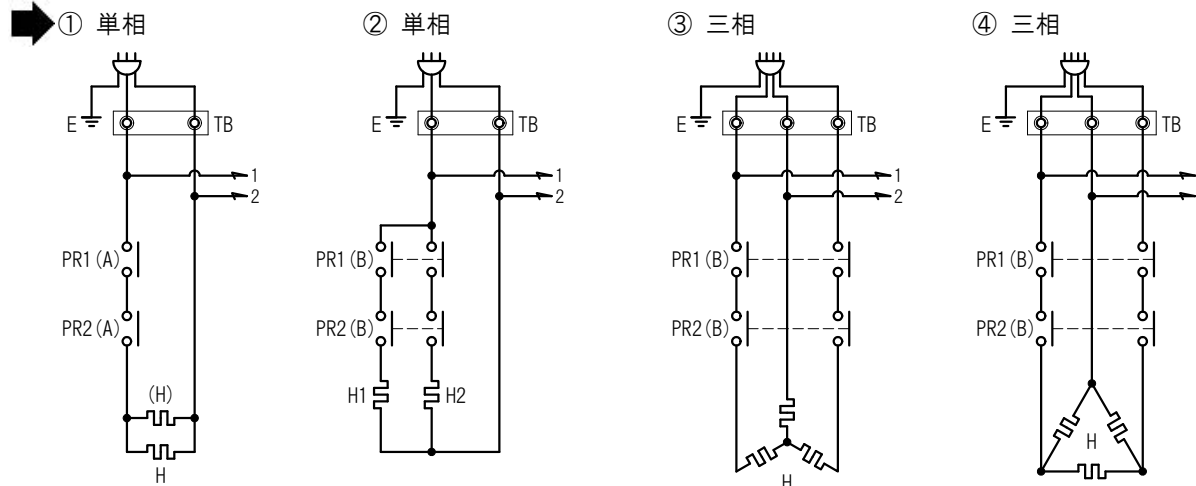 ① 単相
E
TB
1
2
PR1(A)
PR2(A)
(H)
H
② 単相
E
TB
1
2
PR1(B)
PR2(B)
H1
H2
③ 三相
E
TB
1
2
PR1(B)
PR2(B)
H
④ 三相
E
TB
PR1(B)
PR2(B)
H